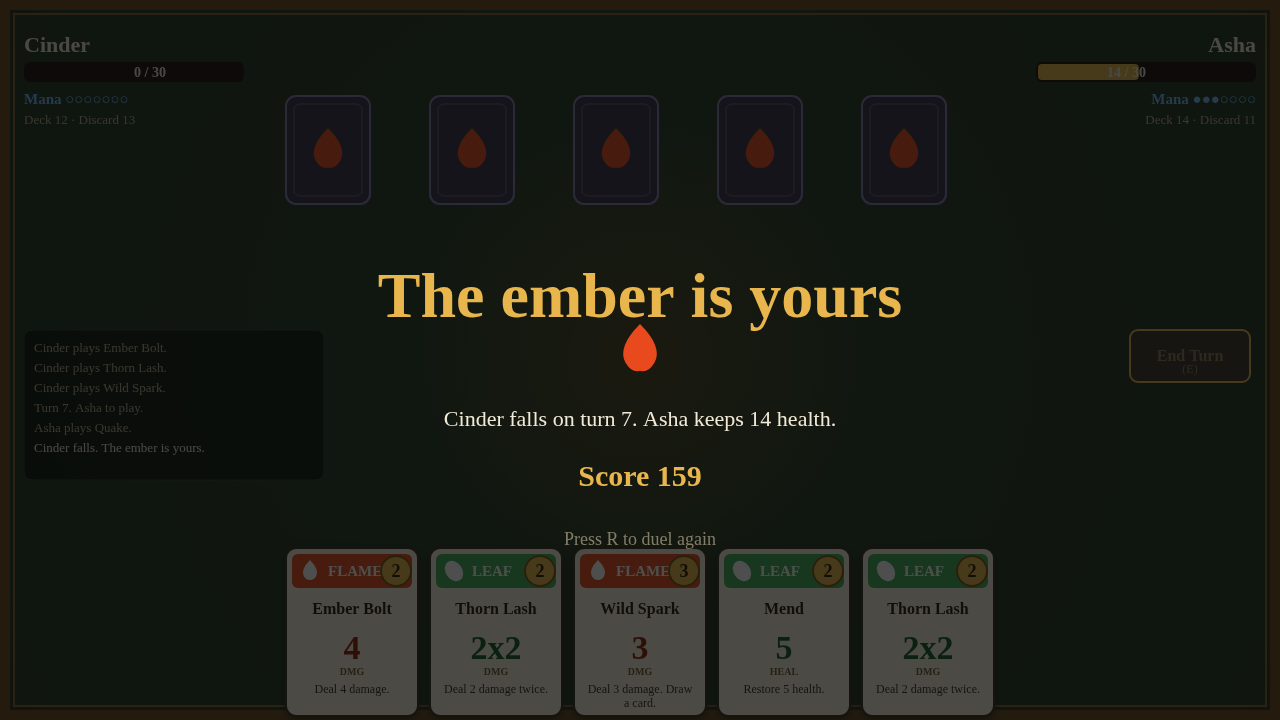 Cinder
0 / 30
Mana ○○○○○○○
Deck 12 · Discard 13
Asha
14 / 30
Mana ●●●○○○○
Deck 14 · Discard 11
The ember is yours
Cinder falls on turn 7. Asha keeps 14 health.
Score 159
Press R to duel again
Cinder plays Ember Bolt.
Cinder plays Thorn Lash.
Cinder plays Wild Spark.
Turn 7. Asha to play.
Asha plays Quake.
Cinder falls. The ember is yours.
End Turn
(E)
FLAME 2
Ember Bolt
4
DMG
Deal 4 damage.
LEAF 2
Thorn Lash
2x2
DMG
Deal 2 damage twice.
FLAME 3
Wild Spark
3
DMG
Deal 3 damage. Draw
a card.
LEAF 2
Mend
5
HEAL
Restore 5 health.
LEAF 2
Thorn Lash
2x2
DMG
Deal 2 damage twice.